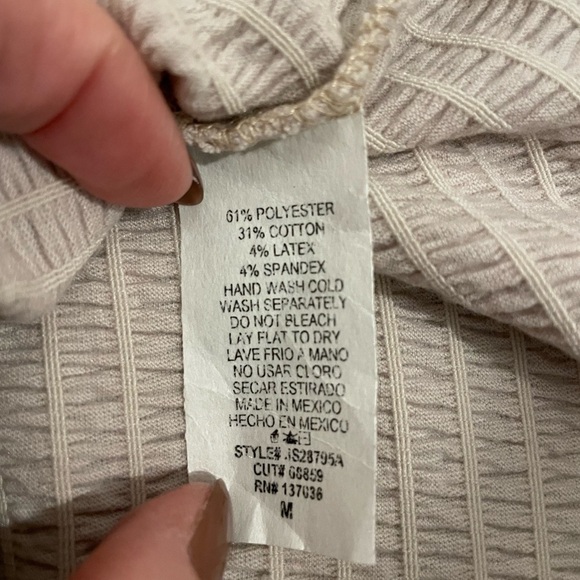 61% POLYESTER
31% COTTON
4% LATEX
4% SPANDEX
HAND WASH COLD
WASH SEPARATELY
DO NOT BLEACH
LAY FLAT TO DRY
LAVE FRIO A MANO
NO USAR CLORO
SECAR ESTIRADO
MADE IN MEXICO
HECHO EN MEXICO
STYLE# JS28795A
CUT# 68859
RN# 137036
M